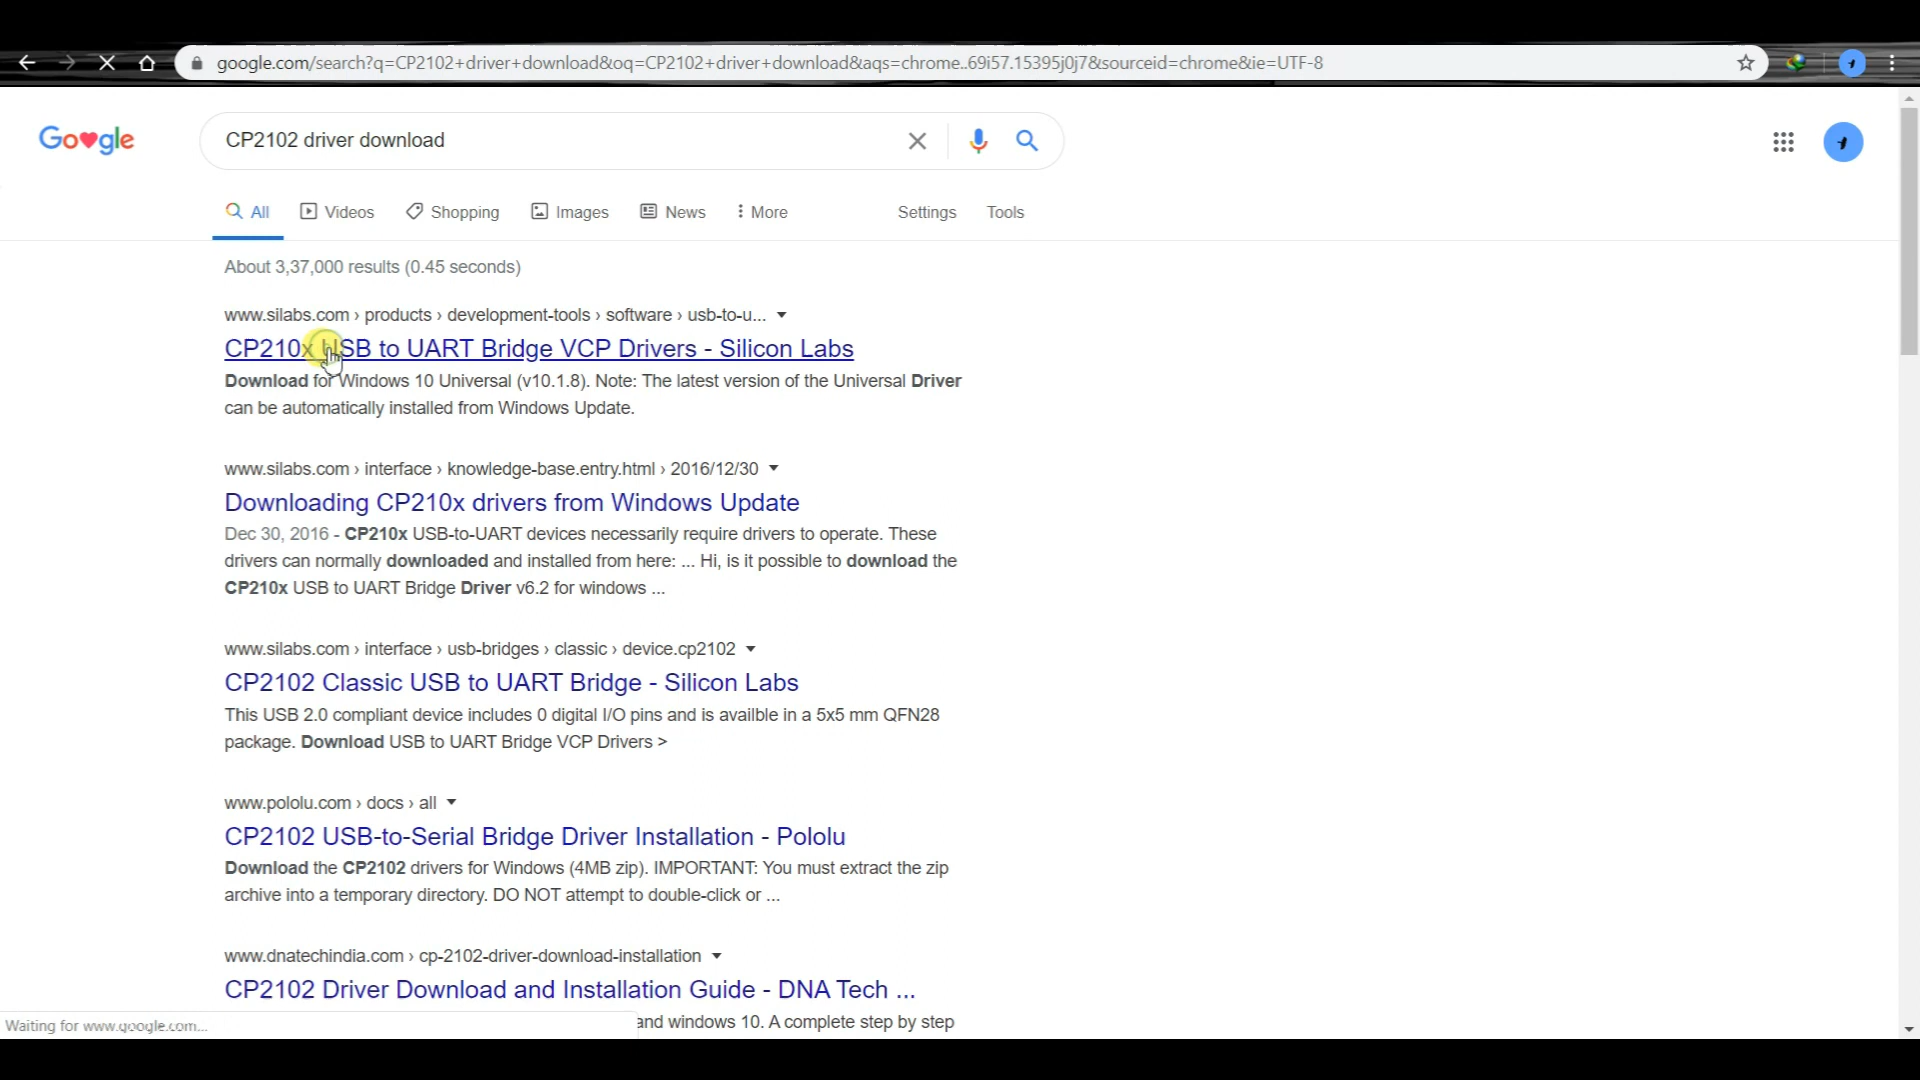 google.com/search?q=CP2102+driver+download&oq=CP2102+driver+download&aqs=chrome..69i57.15395j0j7&sourceid=chrome&ie=UTF-8
Go❤gle
CP2102 driver download
All Videos Shopping Images News More Settings Tools
About 3,37,000 results (0.45 seconds)
www.silabs.com › products › development-tools › software › usb-to-u...
CP210x USB to UART Bridge VCP Drivers - Silicon Labs
Download for Windows 10 Universal (v10.1.8). Note: The latest version of the Universal Driver
can be automatically installed from Windows Update.
www.silabs.com › interface › knowledge-base.entry.html › 2016/12/30
Downloading CP210x drivers from Windows Update
Dec 30, 2016 - CP210x USB-to-UART devices necessarily require drivers to operate. These
drivers can normally downloaded and installed from here: ... Hi, is it possible to download the
CP210x USB to UART Bridge Driver v6.2 for windows ...
www.silabs.com › interface › usb-bridges › classic › device.cp2102
CP2102 Classic USB to UART Bridge - Silicon Labs
This USB 2.0 compliant device includes 0 digital I/O pins and is availble in a 5x5 mm QFN28
package. Download USB to UART Bridge VCP Drivers >
www.pololu.com › docs › all
CP2102 USB-to-Serial Bridge Driver Installation - Pololu
Download the CP2102 drivers for Windows (4MB zip). IMPORTANT: You must extract the zip
archive into a temporary directory. DO NOT attempt to double-click or ...
www.dnatechindia.com › cp-2102-driver-download-installation
CP2102 Driver Download and Installation Guide - DNA Tech ...
and windows 10. A complete step by step
Waiting for www.google.com...